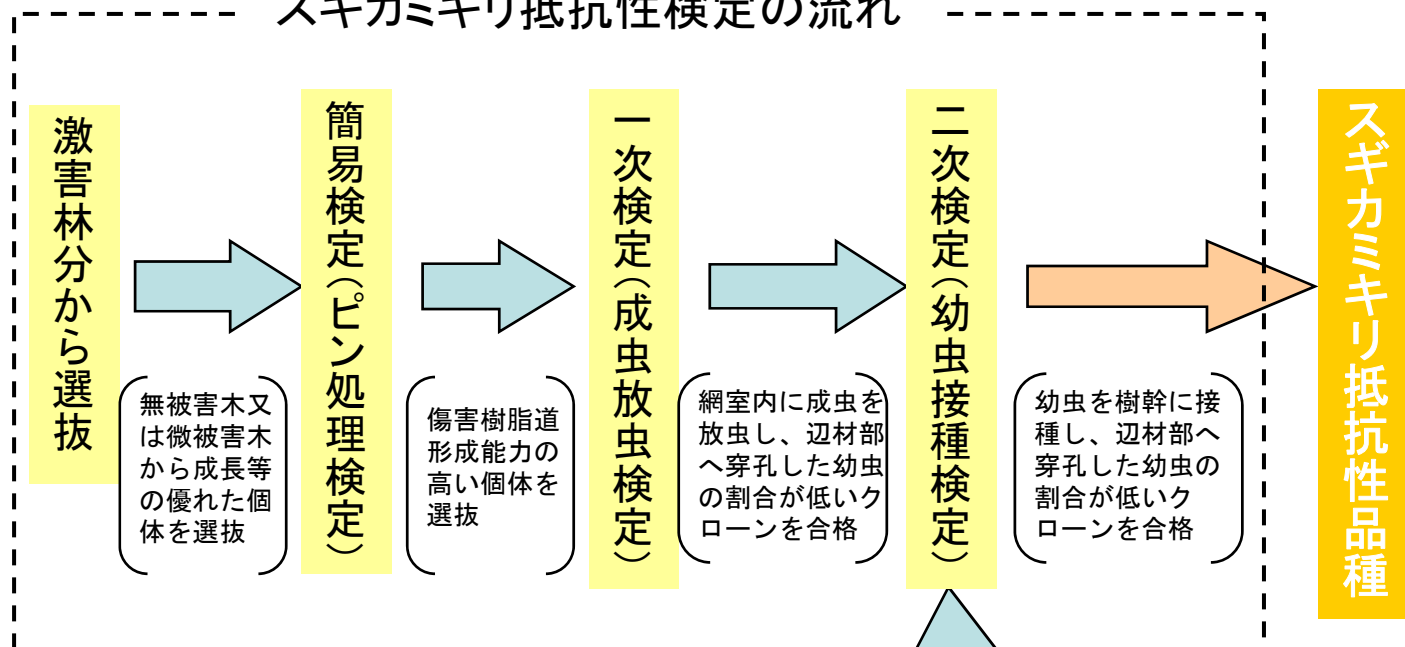 スギカミキリ抵抗性検定の流れ
激害林分から選抜
無被害木又
は微被害木
から成長等
の優れた個
体を選抜
簡易検定(ピン処理検定)
傷害樹脂道
形成能力の
高い個体を
選抜
一次検定(成虫放虫検定)
網室内に成虫を
放虫し、辺材部
へ穿孔した幼虫
の割合が低いク
ローンを合格
二次検定(幼虫接種検定)
幼虫を樹幹に接
種し、辺材部へ
穿孔した幼虫の
割合が低いク
ローンを合格
スギカミキリ抵抗性品種